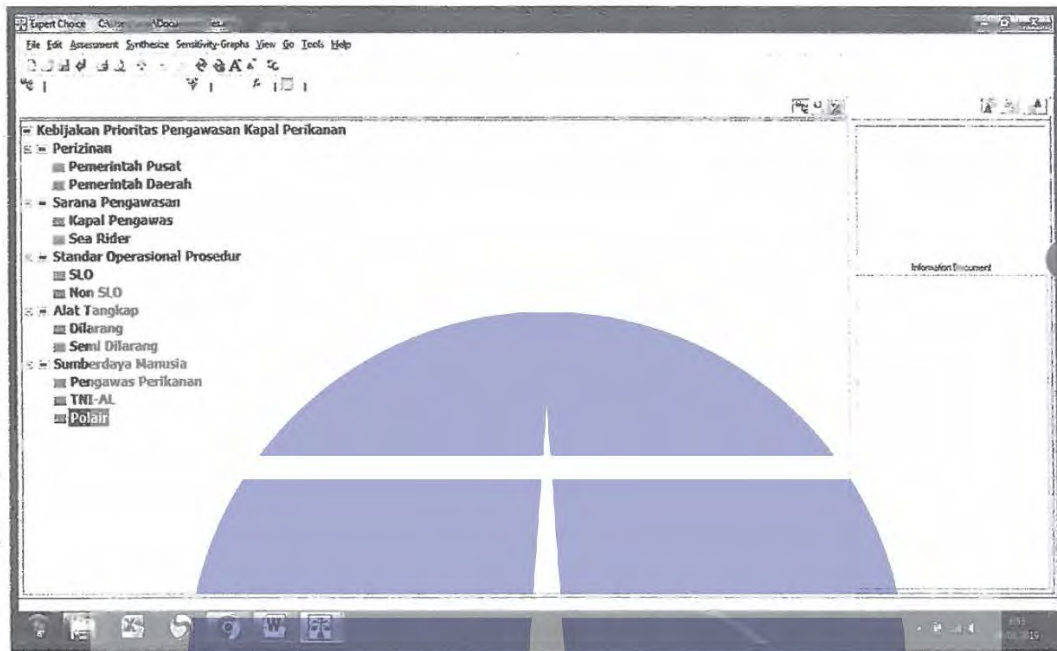 Expert Choice
File Edit Assessment Synthesize Sensitivity-Graphs View Go Tools Help
Kebijakan Prioritas Pengawasan Kapal Perikanan
Perizinan
Pemerintah Pusat
Pemerintah Daerah
Sarana Pengawasan
Kapal Pengawas
Sea Rider
Standar Operasional Prosedur
SLO
Non SLO
Alat Tangkap
Dilarang
Semi Dilarang
Sumberdaya Manusia
Pengawas Perikanan
TNI-AL
Polair
Information Document